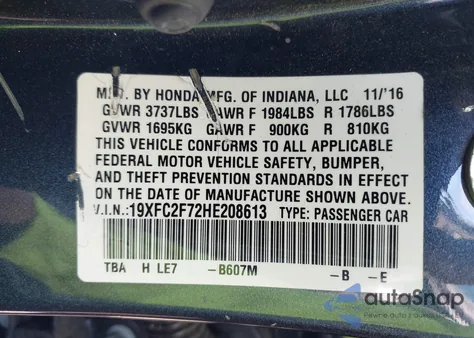 MFD. BY HONDA MFG. OF INDIANA, LLC 11/'16
GVWR 3737LBS GAWR F 1984LBS R 1786LBS
GVWR 1695KG GAWR F 900KG R 810KG
THIS VEHICLE CONFORMS TO ALL APPLICABLE
FEDERAL MOTOR VEHICLE SAFETY, BUMPER,
AND THEFT PREVENTION STANDARDS IN EFFECT
ON THE DATE OF MANUFACTURE SHOWN ABOVE.
V.I.N.:19XFC2F72HE208613 TYPE: PASSENGER CAR
TBA H LE7 -B607M -B -E
autoSnap